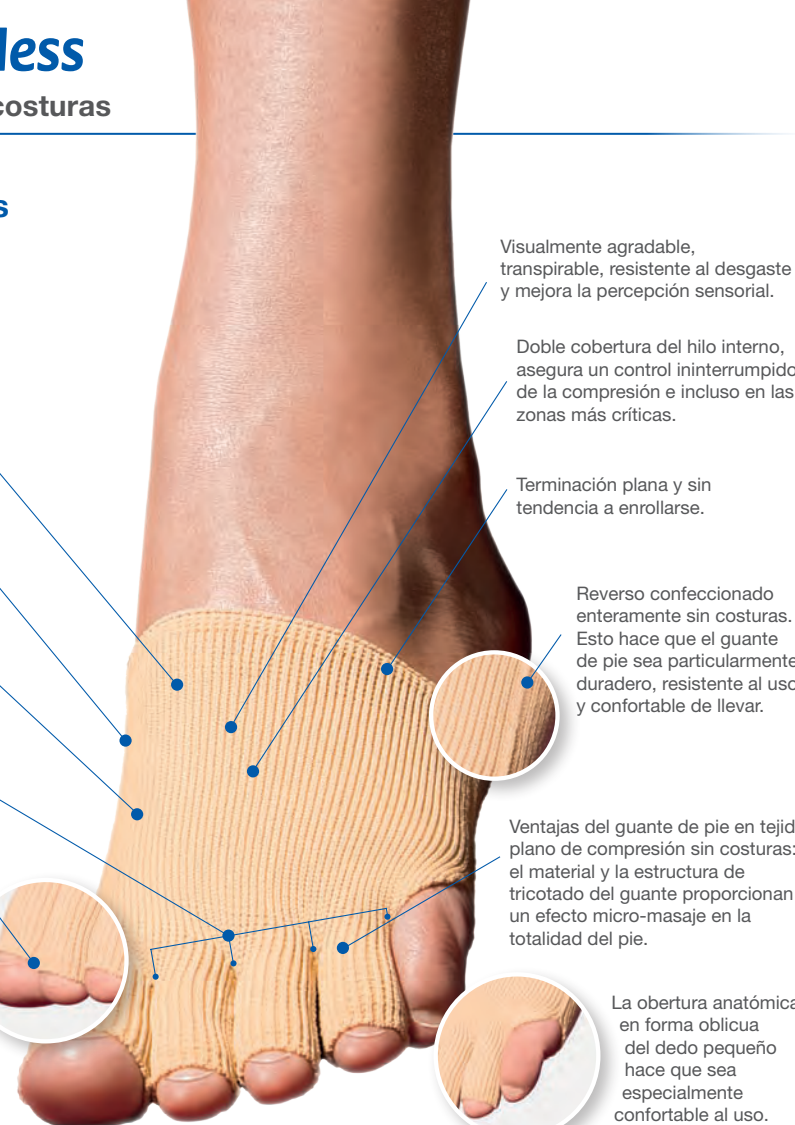 less
costuras
s
Visualmente agradable,
transpirable, resistente al desgaste
y mejora la percepción sensorial.
Doble cobertura del hilo interno,
asegura un control ininterrumpido
de la compresión e incluso en las
zonas más críticas.
Terminación plana y sin
tendencia a enrollarse.
Reverso confeccionado
enteramente sin costuras.
Esto hace que el guante
de pie sea particularmente
duradero, resistente al uso
y confortable de llevar.
Ventajas del guante de pie en tejid
plano de compresión sin costuras:
el material y la estructura de
tricotado del guante proporcionan
un efecto micro-masaje en la
totalidad del pie.
La obertura anatómica
en forma oblicua
del dedo pequeño
hace que sea
especialmente
confortable al uso.